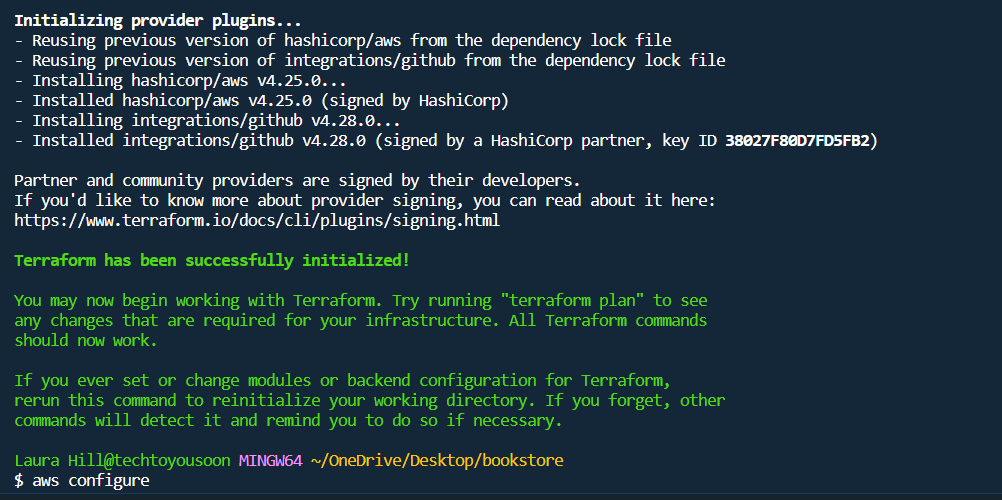 Initializing provider plugins...
- Reusing previous version of hashicorp/aws from the dependency lock file
- Reusing previous version of integrations/github from the dependency lock file
- Installing hashicorp/aws v4.25.0...
- Installed hashicorp/aws v4.25.0 (signed by HashiCorp)
- Installing integrations/github v4.28.0...
- Installed integrations/github v4.28.0 (signed by a HashiCorp partner, key ID 38027F80D7FD5FB2)
Partner and community providers are signed by their developers.
If you'd like to know more about provider signing, you can read about it here:
https://www.terraform.io/docs/cli/plugins/signing.html
Terraform has been successfully initialized!
You may now begin working with Terraform. Try running "terraform plan" to see
any changes that are required for your infrastructure. All Terraform commands
should now work.
If you ever set or change modules or backend configuration for Terraform,
rerun this command to reinitialize your working directory. If you forget, other
commands will detect it and remind you to do so if necessary.
Laura Hill@techtoyousoon MINGW64 ~/OneDrive/Desktop/bookstore
$ aws configure